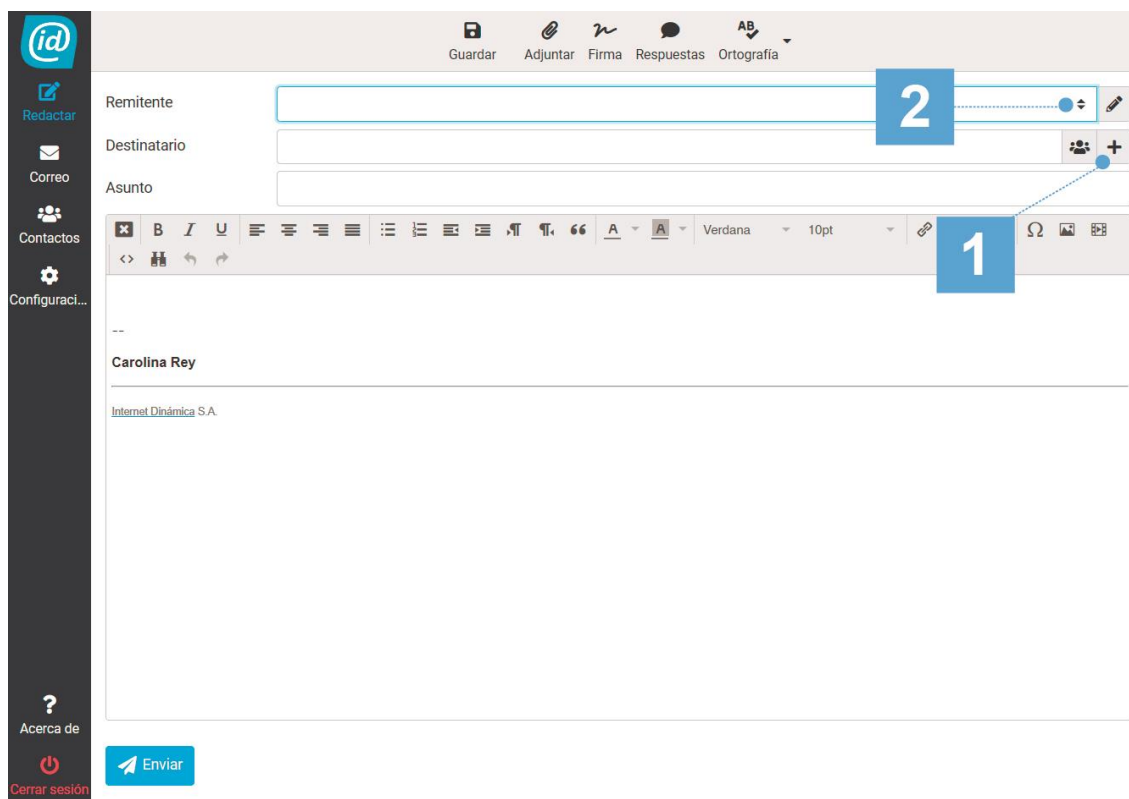 @id
Guardar Adjuntar Firma Respuestas Ortografía
Redactar
Correo
Contactos
Configuraci...
Remitente
2
Destinatario
Asunto
B I U A A Verdana 10pt
1
--
Carolina Rey
Internet Dinámica S.A.
Acerca de
Cerrar sesión
Enviar